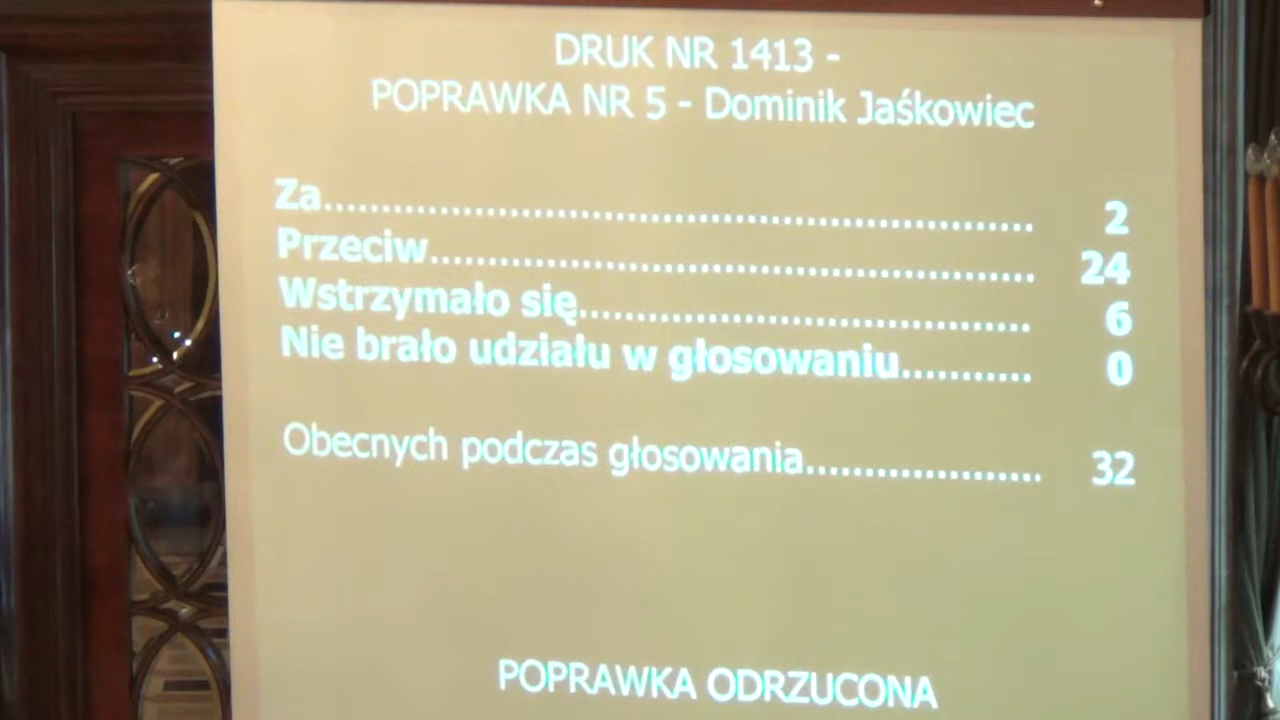 DRUK NR 1413 -
POPRAWKA NR 5 - Dominik Jaśkowiec
Za............................................................. 2
Przeciw.................................................... 24
Wstrzymało się....................................... 6
Nie brało udziału w głosowaniu........... 0
Obecnych podczas głosowania.................... 32
POPRAWKA ODRZUCONA